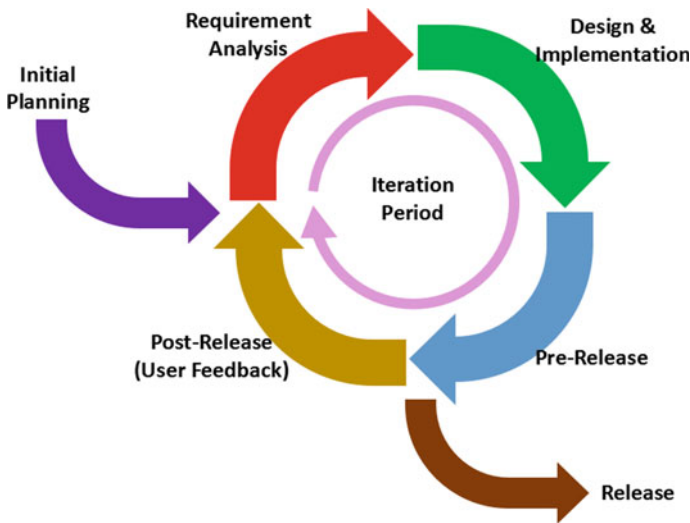 Requirement
Analysis
Design &
Implementation
Initial
Planning
Iteration
Period
Post-Release
(User Feedback)
Pre-Release
Release